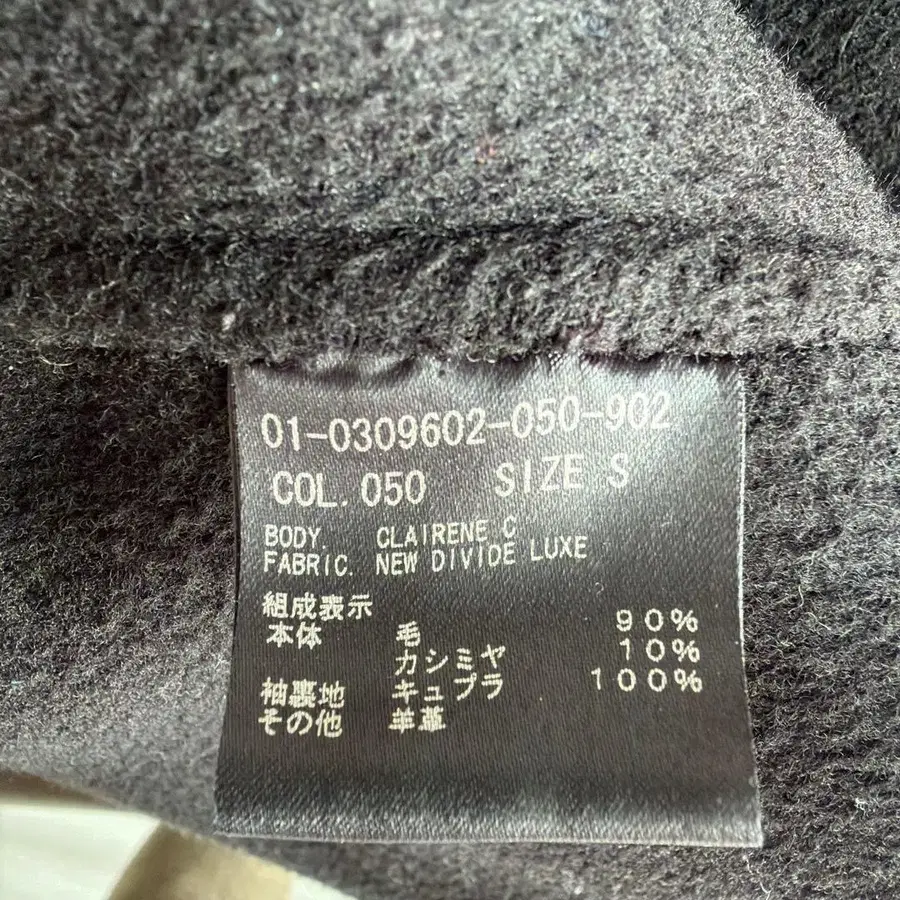 01-0309602-050-902
COL. 050 SIZE S
BODY. CLAIRENE C
FABRIC. NEW DIVIDE LUXE
組成表示
本体 毛 90%
カシミヤ 10%
袖裏地 キュプラ 100%
その他 羊革